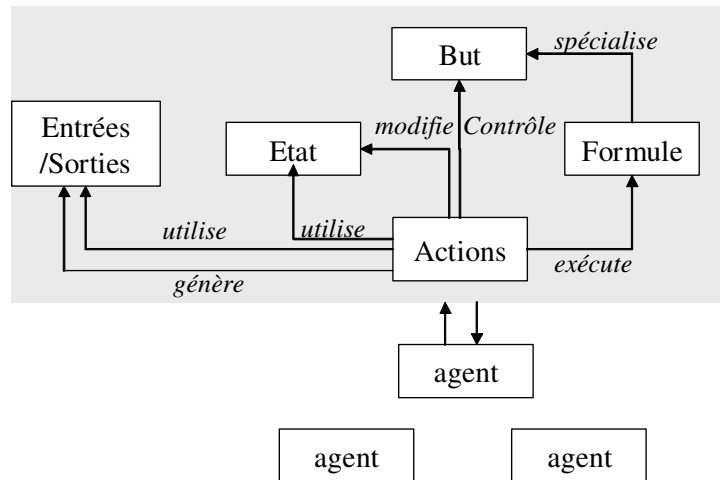 spécialise
But
Entrées
/Sorties
Etat
modifie
Contrôle
Formule
utilise
utilise
Actions
exécute
génère
agent
agent
agent